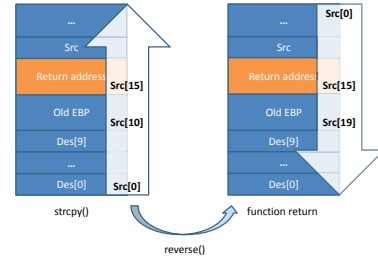 ...
Src
Return address
Src[15]
Old EBP
Src[10]
Des[9]
...
Des[0]
Src[0]
strcpy()
Src[0]
...
Src
Return address
Src[15]
Old EBP
Src[19]
Des[9]
...
Des[0]
function return
reverse()